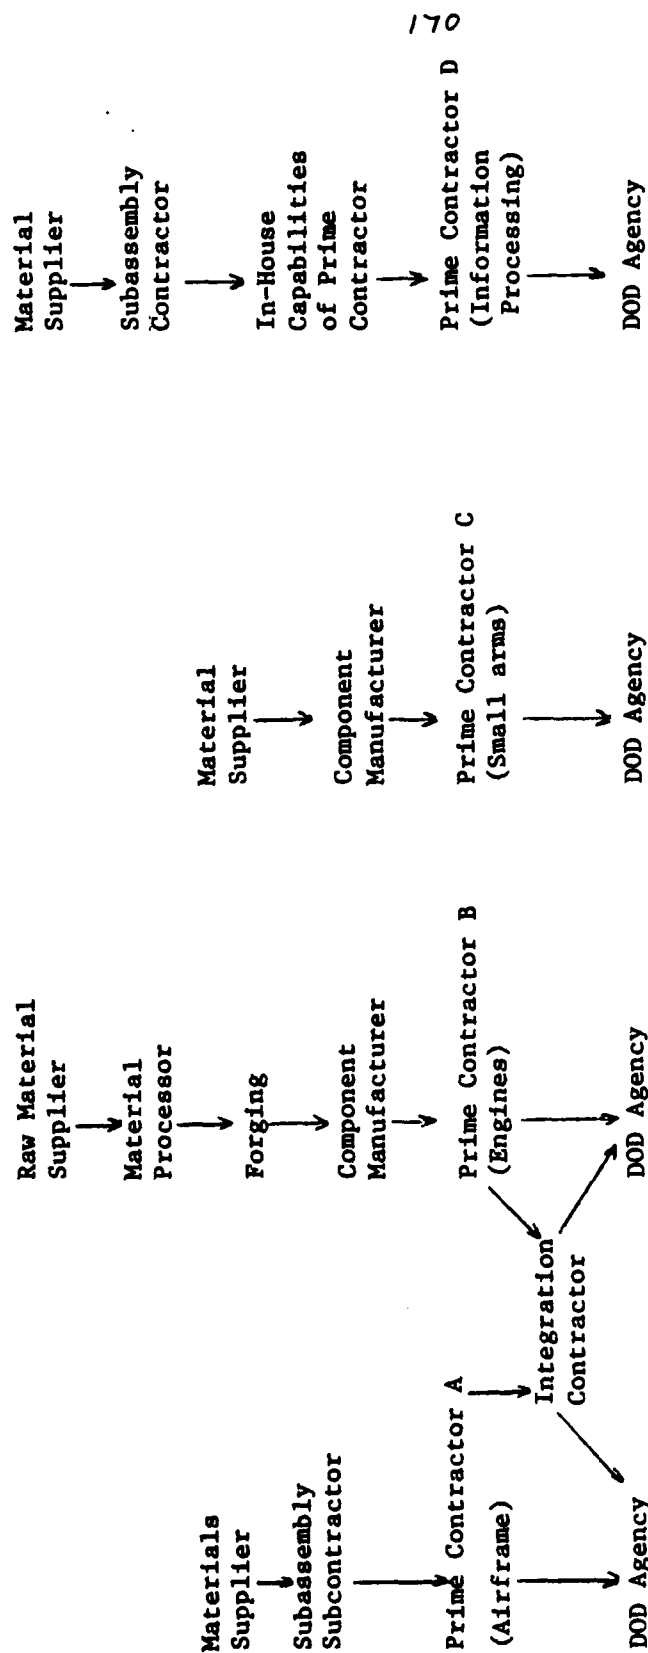 170
Materials
Supplier
Subassembly
Subcontractor
Prime Contractor A
(Airframe)
DOD Agency
Integration
Contractor
Raw Material
Supplier
Material
Processor
Forging
Component
Manufacturer
Prime Contractor B
(Engines)
DOD Agency
Material
Supplier
Component
Manufacturer
Prime Contractor C
(Small arms)
DOD Agency
Material
Supplier
Subassembly
Contractor
In-House
Capabilities
of Prime
Contractor
Prime Contractor D
(Information
Processing)
DOD Agency